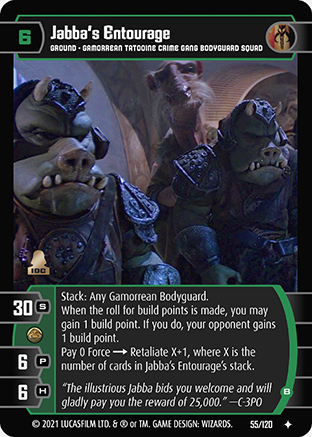 6
Jabba's Entourage
GROUND - GAMORREAN TATOOINE CRIME GANG BODYGUARD SQUAD
IDC
30 S
6 P
6 H
Stack: Any Gamorrean Bodyguard.
When the roll for build points is made, you may
gain 1 build point. If you do, your opponent gains
1 build point.
Pay 0 Force → Retaliate X+1, where X is the
number of cards in Jabba's Entourage's stack.
"The illustrious Jabba bids you welcome and will
gladly pay you the reward of 25,000." —C-3PO
B
© 2021 LUCASFILM LTD. & ® OR TM. GAME DESIGN: WIZARDS.
55/120